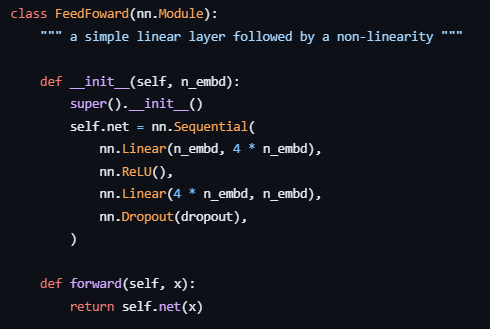 class FeedFoward(nn.Module):
    """ a simple linear layer followed by a non-linearity """

    def __init__(self, n_embd):
        super().__init__()
        self.net = nn.Sequential(
            nn.Linear(n_embd, 4 * n_embd),
            nn.ReLU(),
            nn.Linear(4 * n_embd, n_embd),
            nn.Dropout(dropout),
        )

    def forward(self, x):
        return self.net(x)